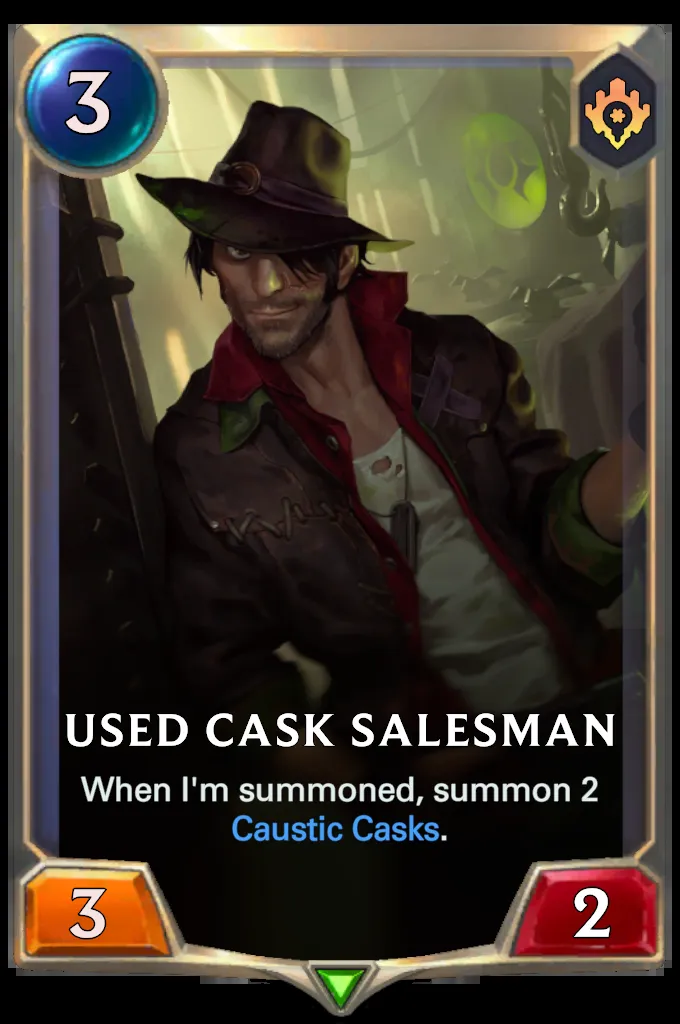 3
USED CASK SALESMAN
When I'm summoned, summon 2
Caustic Casks.
3
2